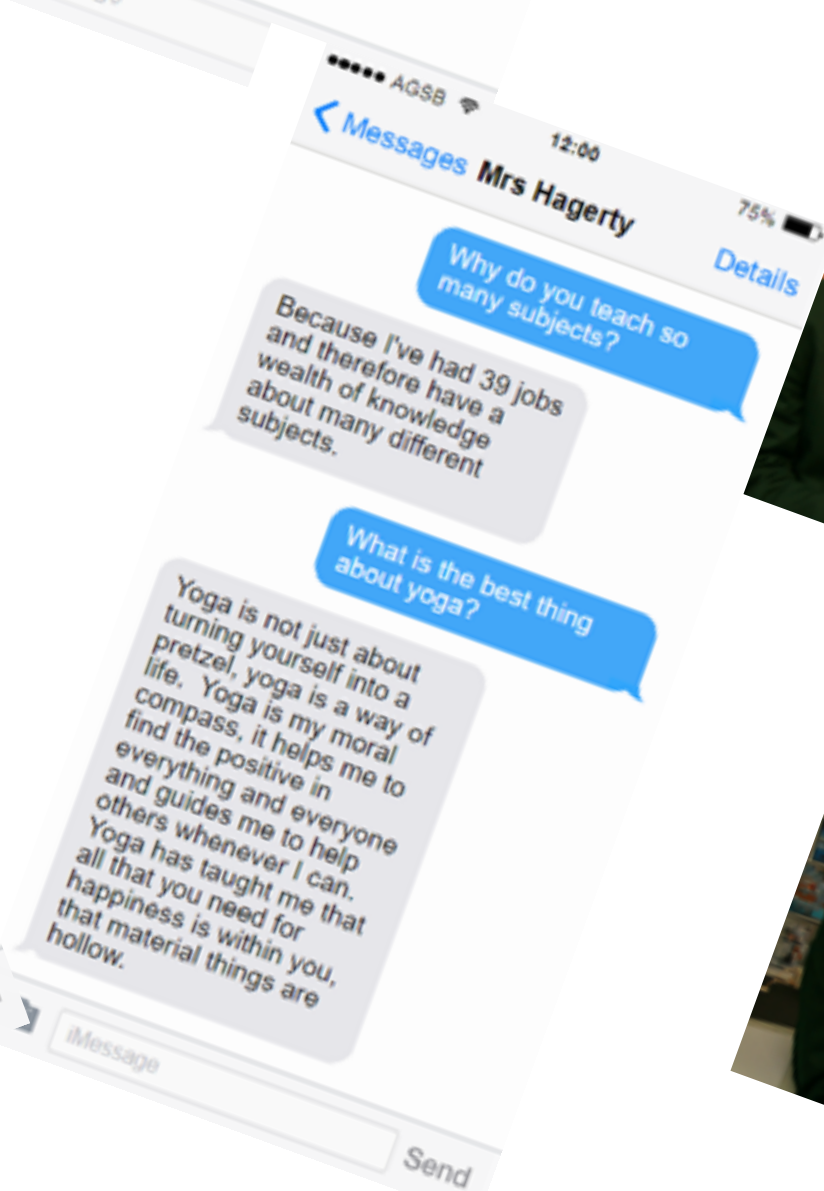 AGSB
12:00
75%
Messages
Mrs Hagerty
Details
Why do you teach so
many subjects?
Because I've had 39 jobs
and therefore have a
wealth of knowledge
about many different
subjects.
What is the best thing
about yoga?
Yoga is not just about
turning yourself into a
pretzel, yoga is a way of
life.  Yoga is my moral
compass, it helps me to
find the positive in
everything and everyone
and guides me to help
others whenever I can.
Yoga has taught me that
all that you need for
happiness is within you,
that material things are
hollow.
iMessage
Send